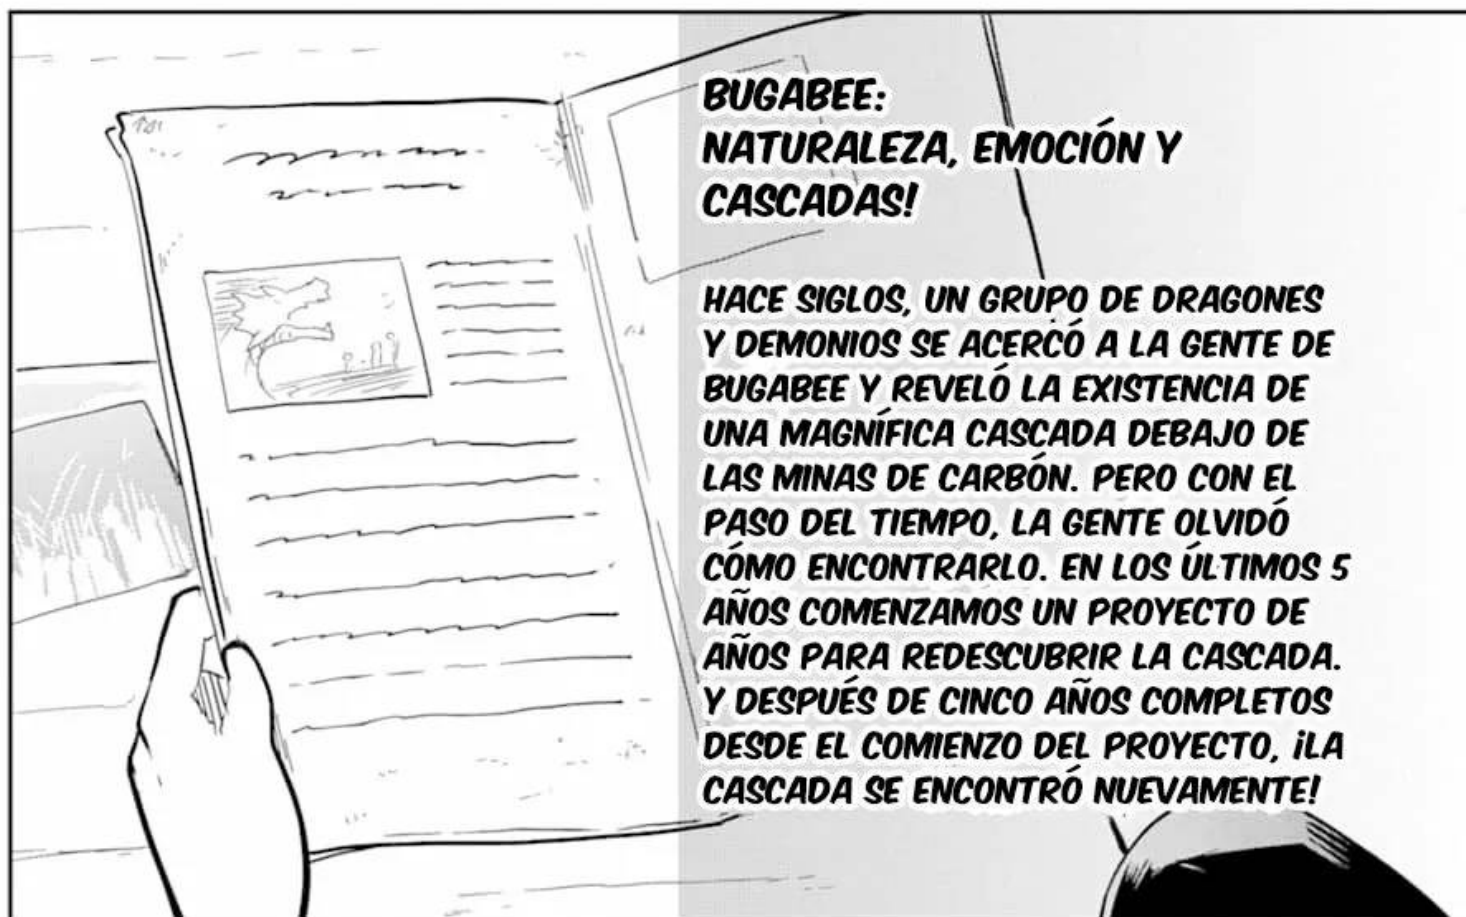 BUGABEE:
NATURALEZA, EMOCIÓN Y
CASCADAS!
HACE SIGLOS, UN GRUPO DE DRAGONES
Y DEMONIOS SE ACERCÓ A LA GENTE DE
BUGABEE Y REVELÓ LA EXISTENCIA DE
UNA MAGNÍFICA CASCADA DEBAJO DE
LAS MINAS DE CARBÓN. PERO CON EL
PASO DEL TIEMPO, LA GENTE OLVIDÓ
CÓMO ENCONTRARLO. EN LOS ÚLTIMOS 5
AÑOS COMENZAMOS UN PROYECTO DE
AÑOS PARA REDESCUBRIR LA CASCADA.
Y DESPUÉS DE CINCO AÑOS COMPLETOS
DESDE EL COMIENZO DEL PROYECTO, ¡LA
CASCADA SE ENCONTRÓ NUEVAMENTE!